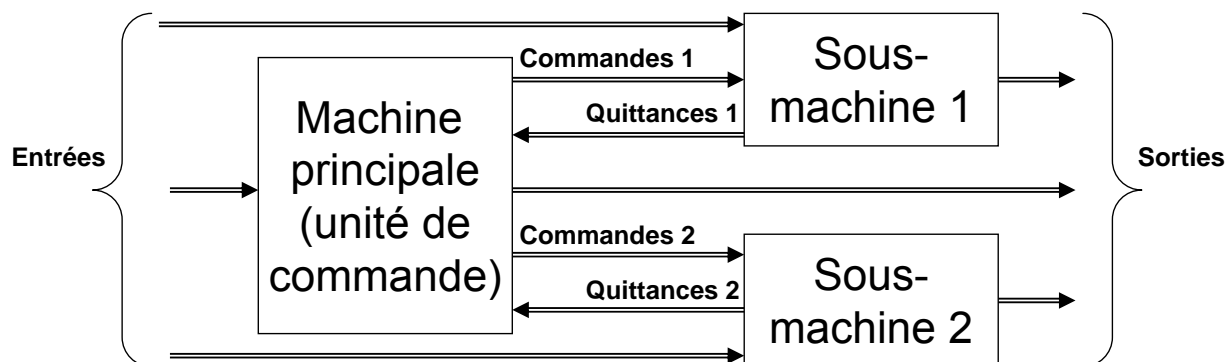 Entrées
Machine
principale
(unité de
commande)
Commandes 1
Quittances 1
Sous-
machine 1
Commandes 2
Quittances 2
Sous-
machine 2
Sorties